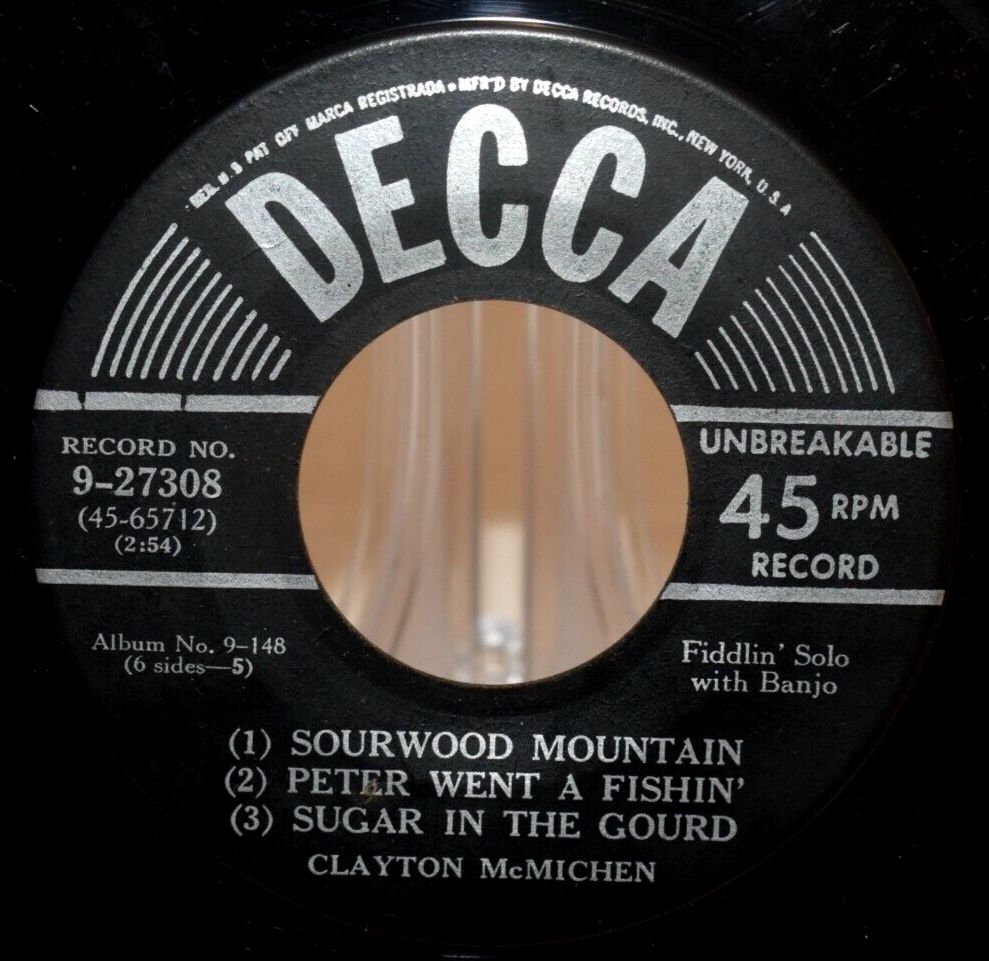 REG. U.S PAT OFF MARCA REGISTRADA • MFR'D BY DECCA RECORDS, INC., NEW YORK, U.S.A
DECCA
RECORD NO.
9-27308
(45-65712)
(2:54)
UNBREAKABLE
45 RPM
RECORD
Album No. 9-148
(6 sides—5)
Fiddlin' Solo
with Banjo
(1) SOURWOOD MOUNTAIN
(2) PETER WENT A FISHIN'
(3) SUGAR IN THE GOURD
CLAYTON McMICHEN